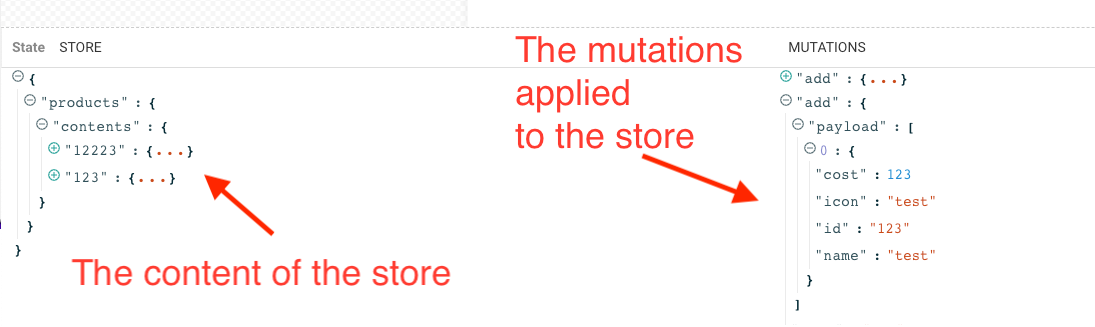 State STORE
{
"products" : {
"contents" : {
"12223" : {...}
"123" : {...}
}
}
}
The content of the store
The mutations
applied
to the store
MUTATIONS
"add" : {...}
"add" : {
"payload" : [
0 : {
"cost" : 123
"icon" : "test"
"id" : "123"
"name" : "test"
}
]